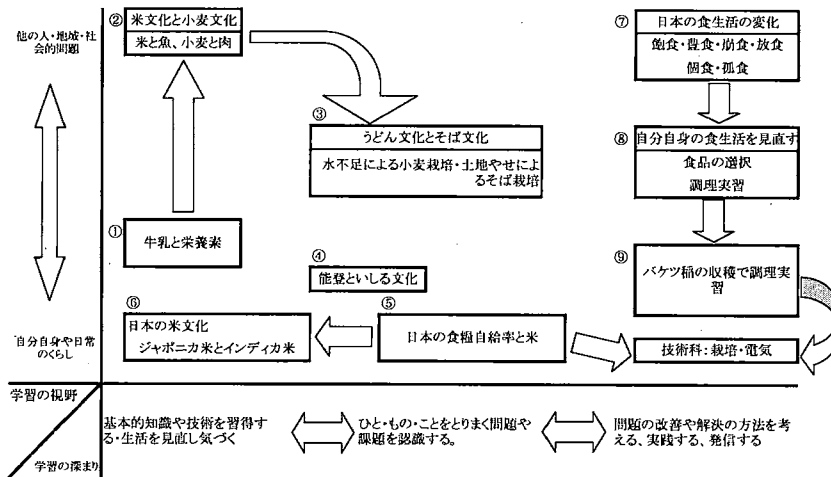 他の人・地域・社
会的問題
自分自身や日常
のくらし
②
米文化と小麦文化
米と魚、小麦と肉
③
うどん文化とそば文化
水不足による小麦栽培・土地やせによ
るそば栽培
①
牛乳と栄養素
④
能登といしる文化
⑥
日本の米文化
ジャポニカ米とインディカ米
⑤
日本の食糧自給率と米
⑦
日本の食生活の変化
飽食・豊食・崩食・放食
個食・孤食
⑧
自分自身の食生活を見直す
食品の選択
調理実習
⑨
バケツ稲の収穫で調理実
習
技術科:栽培・電気
学習の視野
学習の深まり
基本的知識や技術を習得す
る・生活を見直し気づく
ひと・もの・ことをとりまく問題や
課題を認識する。
問題の改善や解決の方法を考
える、実践する、発信する